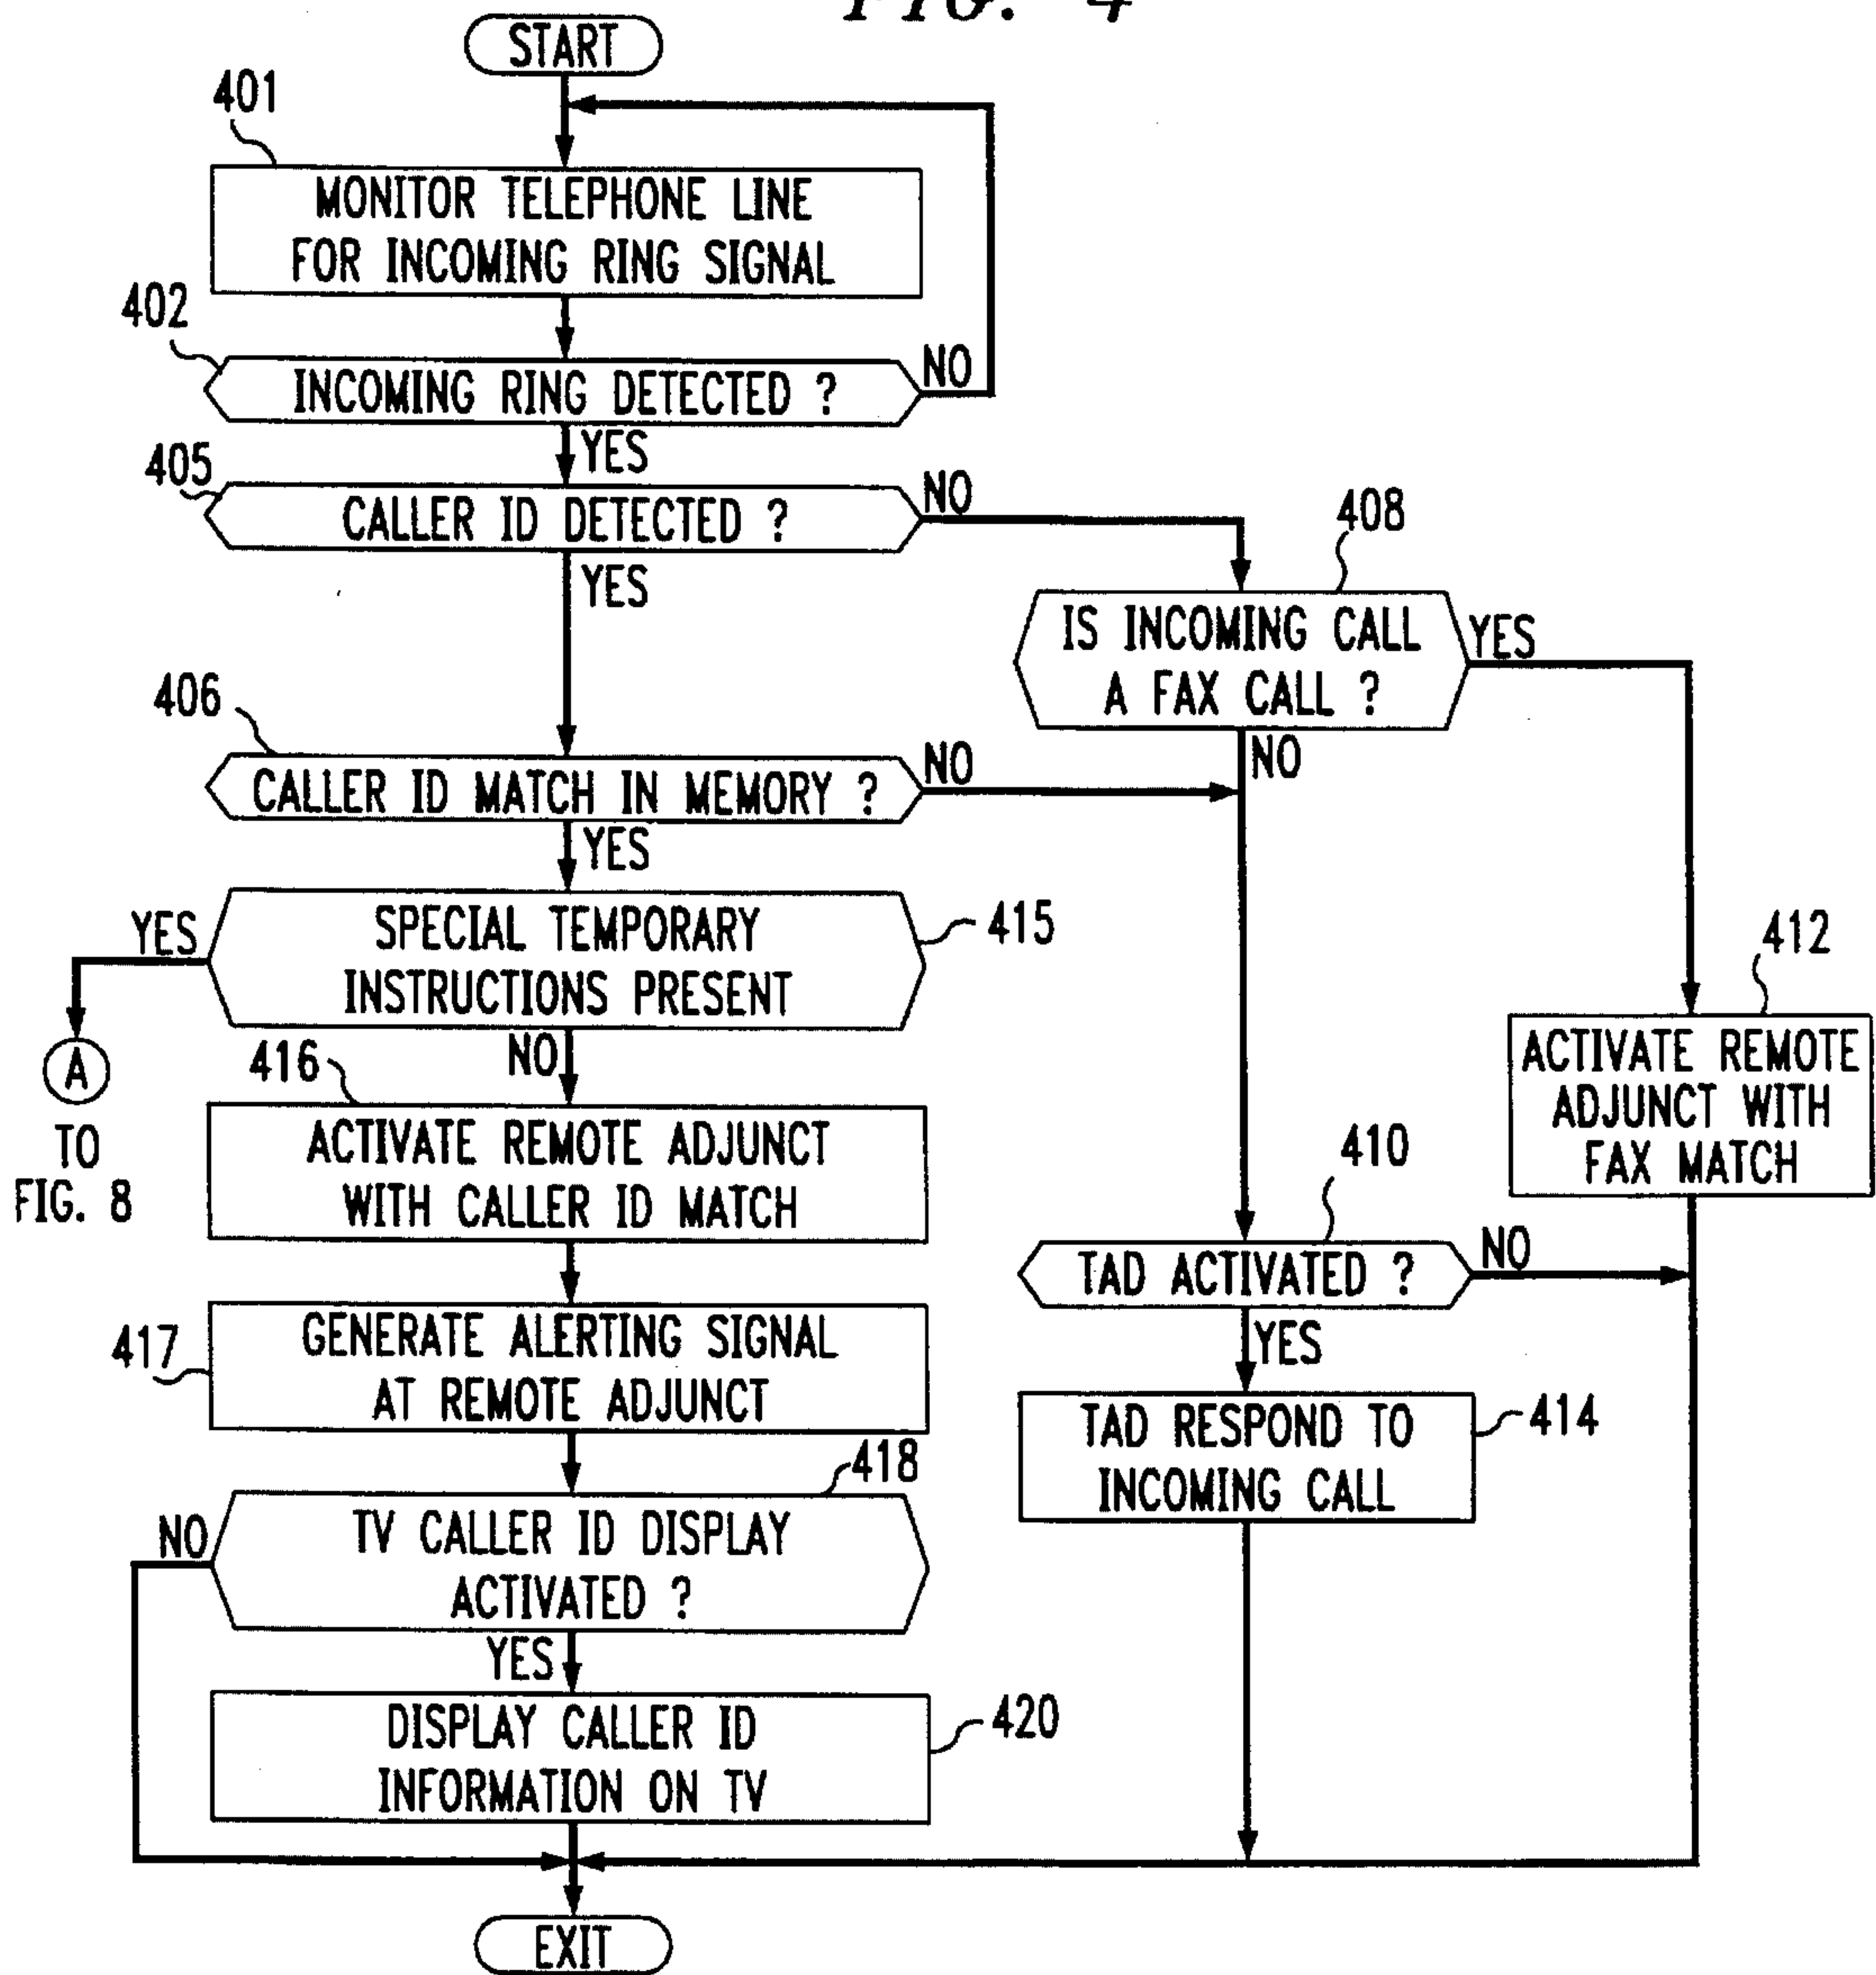 FIG. 4
START
401
MONITOR TELEPHONE LINE
FOR INCOMING RING SIGNAL
402
INCOMING RING DETECTED ?
NO
YES
405
CALLER ID DETECTED ?
NO
YES
408
IS INCOMING CALL
A FAX CALL ?
YES
NO
406
CALLER ID MATCH IN MEMORY ?
NO
YES
415
SPECIAL TEMPORARY
INSTRUCTIONS PRESENT
YES
A
TO
FIG. 8
NO
412
ACTIVATE REMOTE
ADJUNCT WITH
FAX MATCH
416
ACTIVATE REMOTE ADJUNCT
WITH CALLER ID MATCH
410
TAD ACTIVATED ?
NO
YES
417
GENERATE ALERTING SIGNAL
AT REMOTE ADJUNCT
414
TAD RESPOND TO
INCOMING CALL
418
TV CALLER ID DISPLAY
ACTIVATED ?
NO
YES
420
DISPLAY CALLER ID
INFORMATION ON TV
EXIT